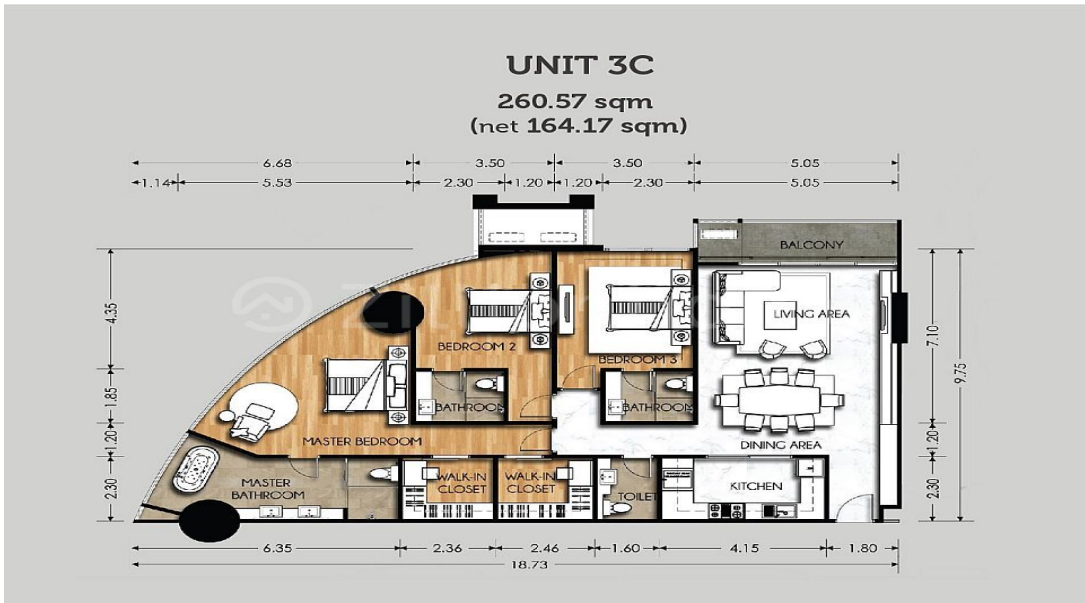 UNIT 3C
260.57 sqm
(net 164.17 sqm)
6.68 3.50 3.50 5.05
1.14 5.53 2.30 1.20 1.20 2.30 5.05
BALCONY
4.35
1.85
1.20
2.30
7.10
1.20
2.30
9.75
LIVING AREA
BEDROOM 2
BEDROOM 3
BATHROOM
BATHROOM
MASTER BEDROOM
DINING AREA
MASTER
BATHROOM
WALK-IN
CLOSET
WALK-IN
CLOSET
TOILET
KITCHEN
6.35 2.36 2.46 1.60 4.15 1.80
18.73